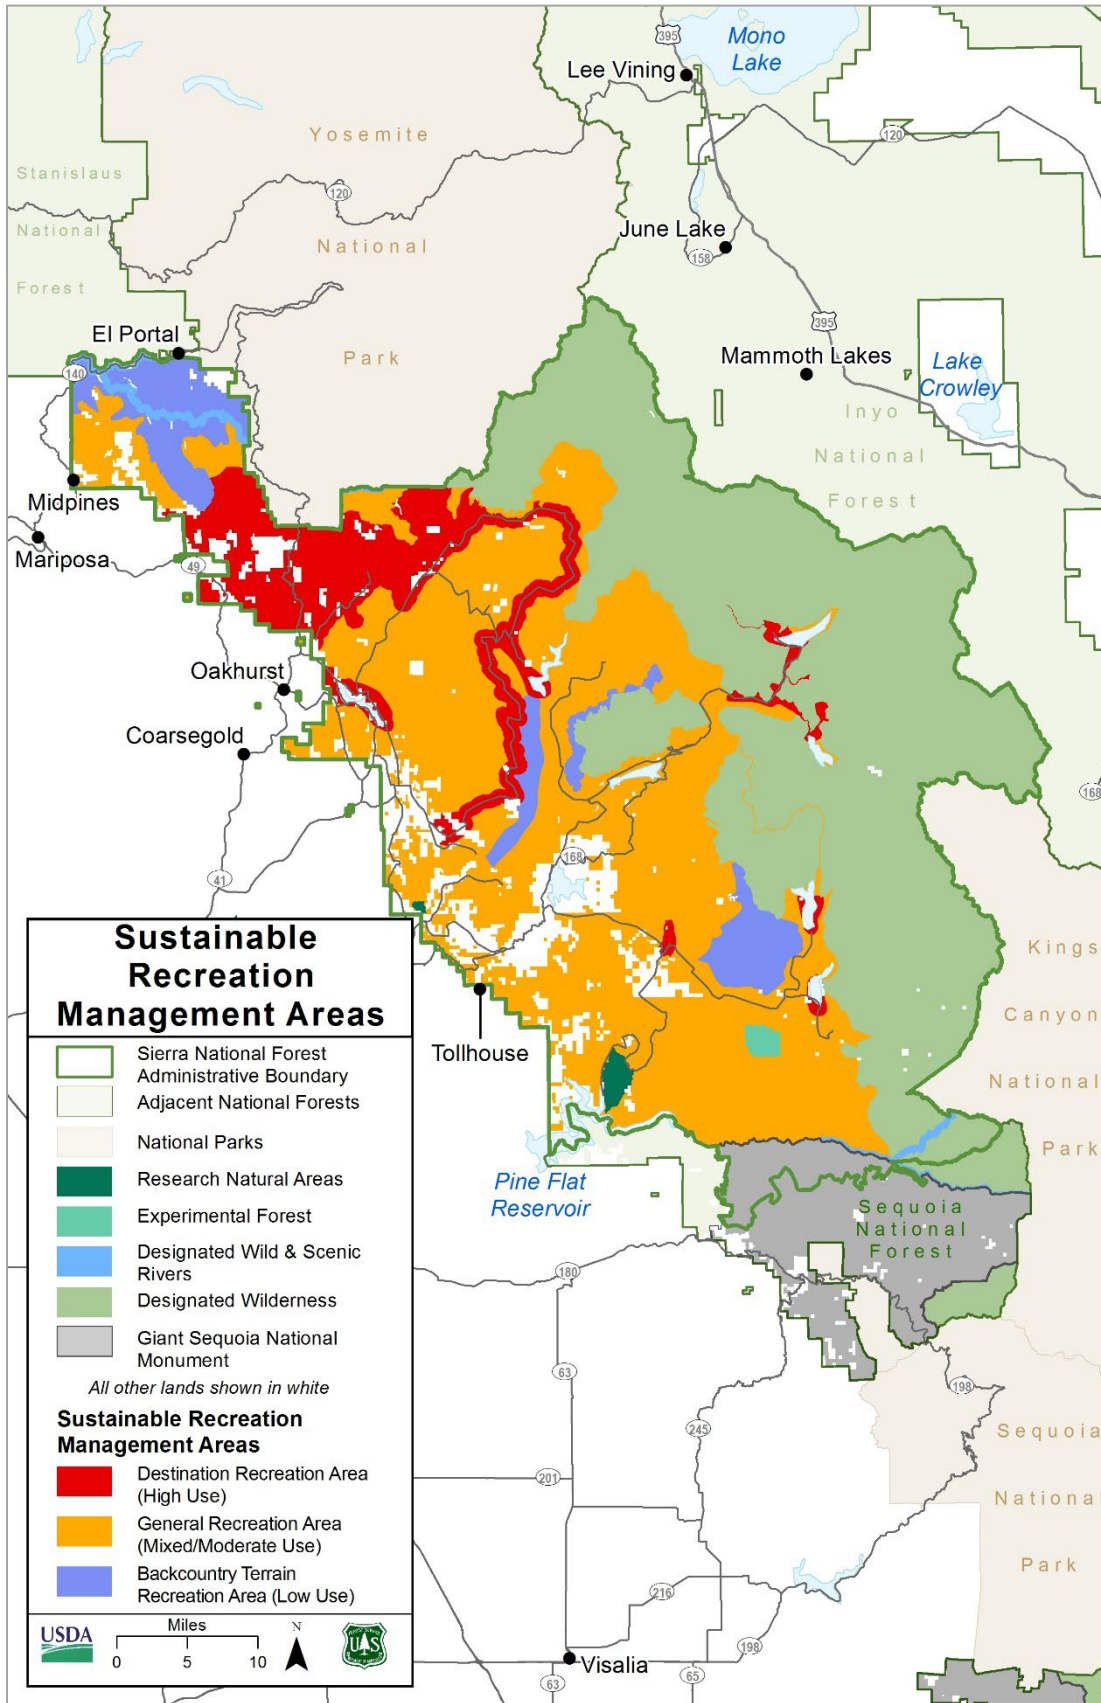 395
Mono
Lake
Lee Vining
Yosemite
120
120
Stanislaus
National
Forest
National
June Lake
158
395
El Portal
Park
140
Mammoth Lakes
Lake
Crowley
Inyo
National
Forest
Midpines
Mariposa
49
Oakhurst
Coarsegold
168
168
41
Kings
Canyon
National
Park
Tollhouse
Pine Flat
Reservoir
Sequoia
National
Forest
180
63
198
245
Sequoia
National
Park
201
216
198
Visalia
63
65
Sustainable
Recreation
Management Areas
Sierra National Forest
Administrative Boundary
Adjacent National Forests
National Parks
Research Natural Areas
Experimental Forest
Designated Wild & Scenic
Rivers
Designated Wilderness
Giant Sequoia National
Monument
All other lands shown in white
Sustainable Recreation
Management Areas
Destination Recreation Area
(High Use)
General Recreation Area
(Mixed/Moderate Use)
Backcountry Terrain
Recreation Area (Low Use)
USDA
Miles
0 5 10
N
U S